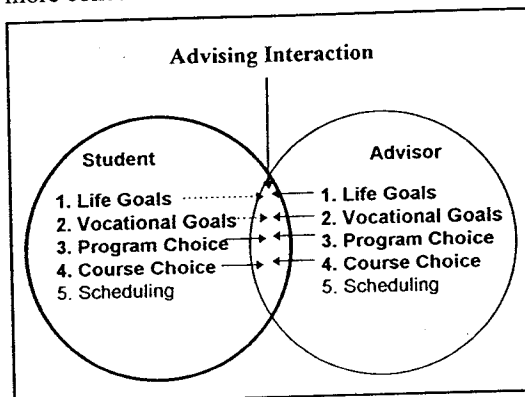 Advising Interaction
Student
1. Life Goals
2. Vocational Goals
3. Program Choice
4. Course Choice
5. Scheduling
Advisor
1. Life Goals
2. Vocational Goals
3. Program Choice
4. Course Choice
5. Scheduling